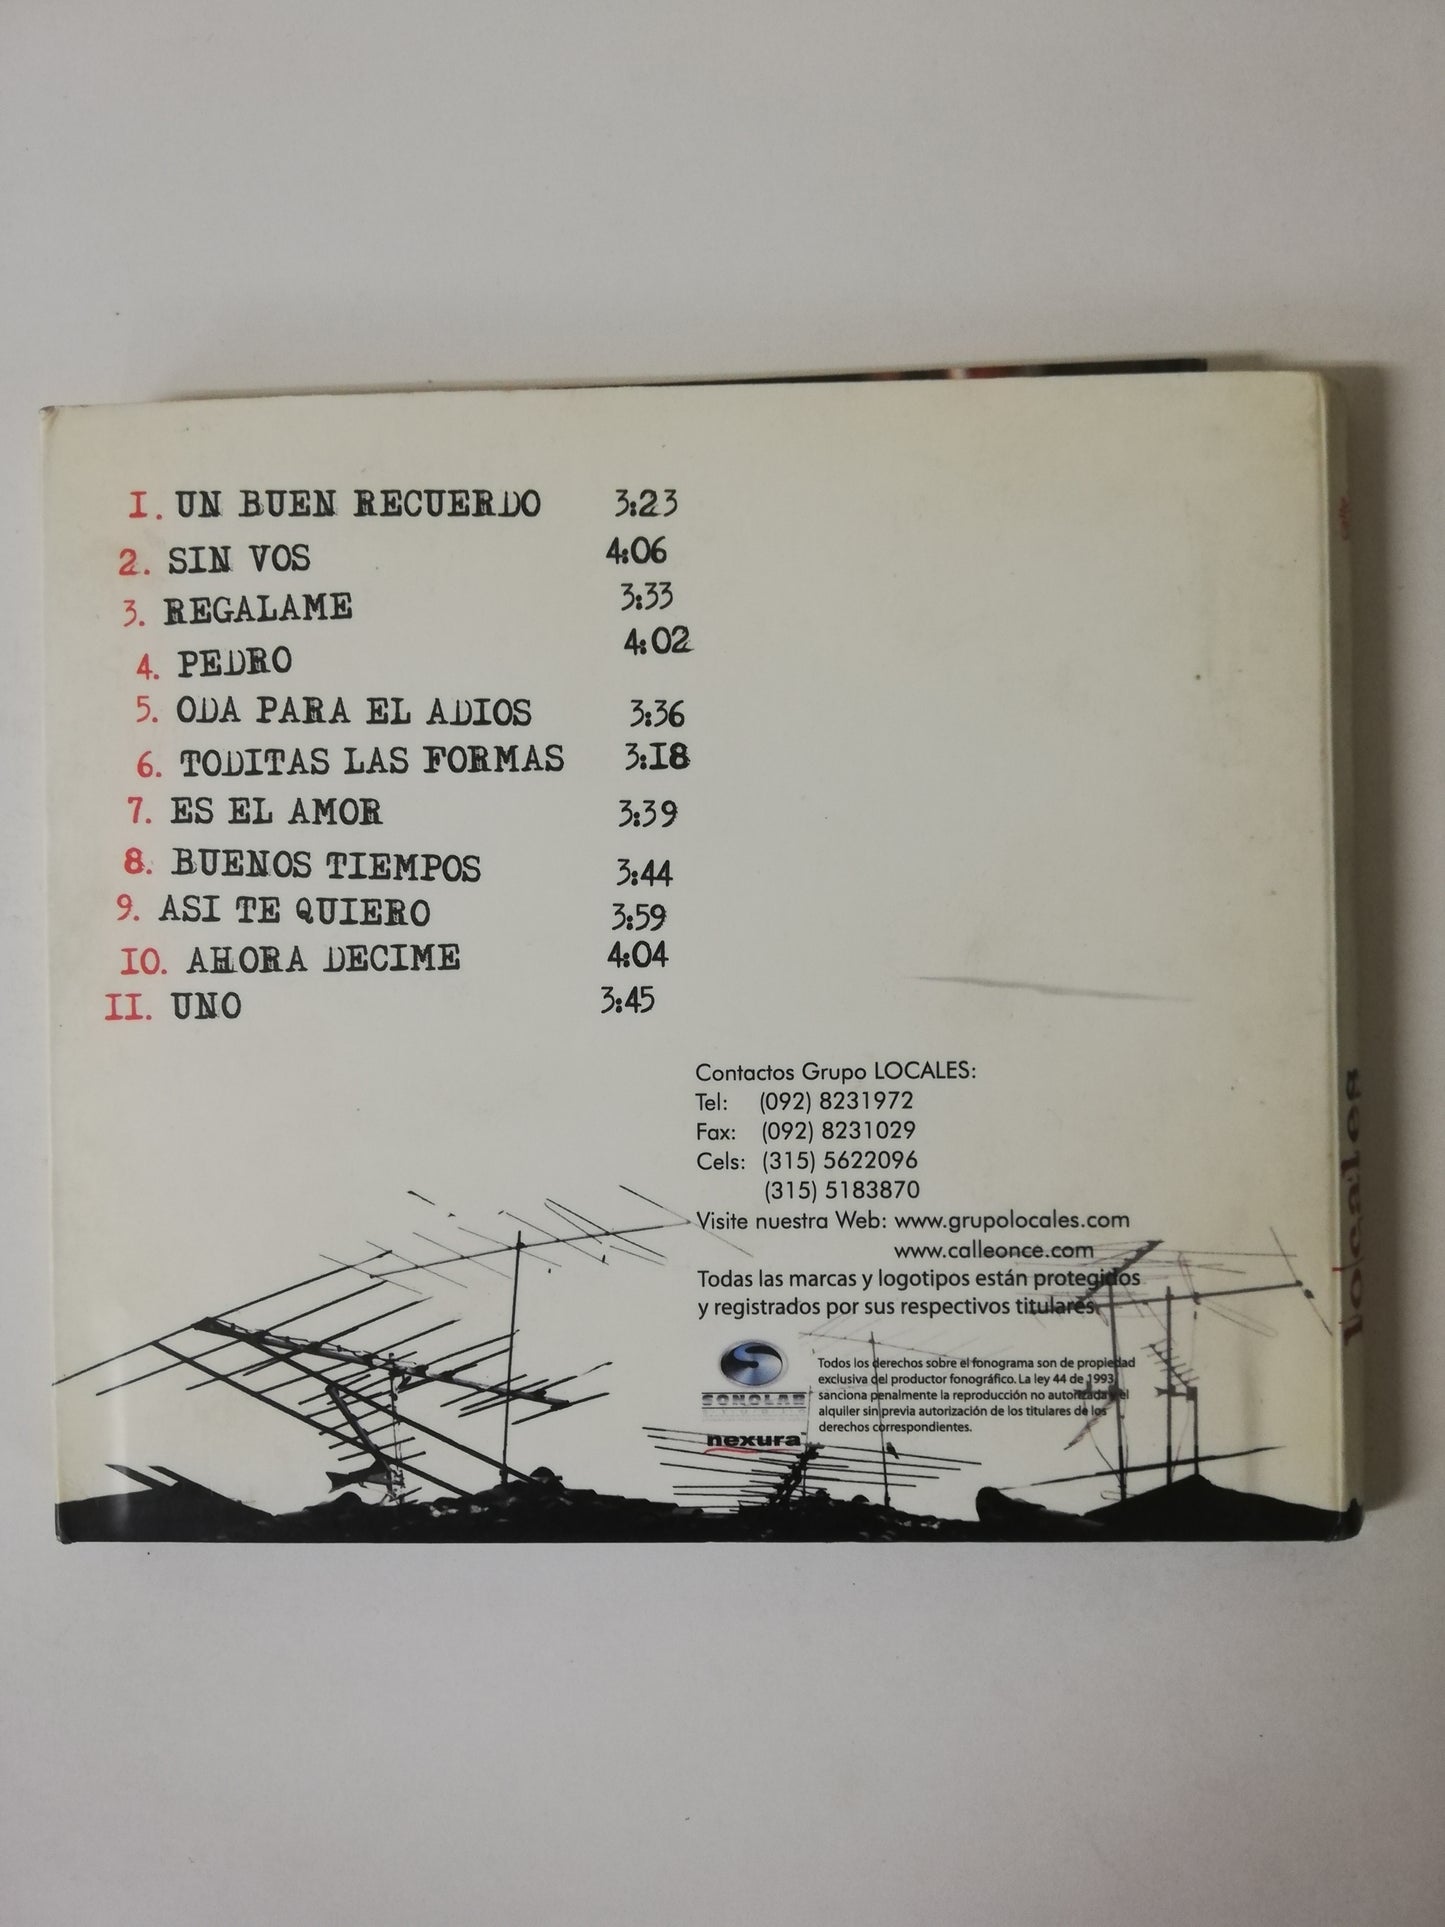 1. UN BUEN RECUERDO 3:23
2. SIN VOS 4:06
3. REGALAME 3:33
4. PEDRO 4:02
5. ODA PARA EL ADIOS 3:36
6. TODITAS LAS FORMAS 3:18
7. ES EL AMOR 3:39
8. BUENOS TIEMPOS 3:44
9. ASI TE QUIERO 3:59
10. AHORA DECIME 4:04
11. UNO 3:45
Contactos Grupo LOCALES:
Tel: (092) 8231972
Fax: (092) 8231029
Cels: (315) 5622096
(315) 5183870
Visite nuestra Web: www.grupolocales.com
www.calleonce.com
Todas las marcas y logotipos están protegidos
y registrados por sus respectivos titulares.
SONOLAB
nexura
Todos los derechos sobre el fonograma son de propiedad
exclusiva del productor fonográfico. La ley 44 de 1993
sanciona penalmente la reproducción no autorizada y el
alquiler sin previa autorización de los titulares de los
derechos correspondientes.
locales